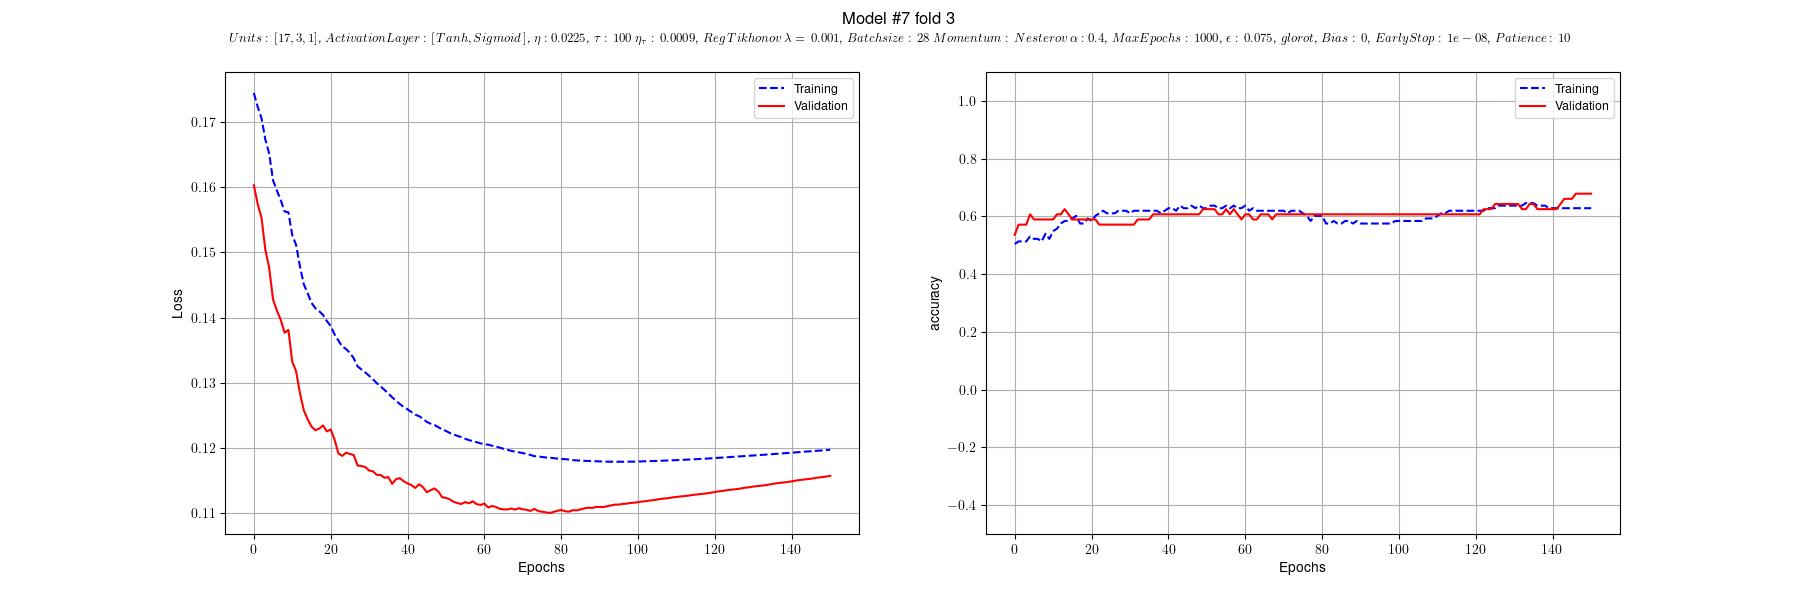 Model #7 fold 3
Units : [17, 3, 1], ActivationLayer : [Tanh, Sigmoid], η : 0.0225, τ : 100 ητ : 0.0009, RegTikhonov λ = 0.001, Batchsize : 28 Momentum : Nesterov α : 0.4, MaxEpochs : 1000, ϵ : 0.075, glorot, Bias : 0, EarlyStop : 1e − 08, Patience : 10
Training
Validation
0.17
0.16
0.15
0.14
0.13
0.12
0.11
Loss
0 20 40 60 80 100 120 140
Epochs
Training
Validation
1.0
0.8
0.6
0.4
0.2
0.0
−0.2
−0.4
accuracy
0 20 40 60 80 100 120 140
Epochs